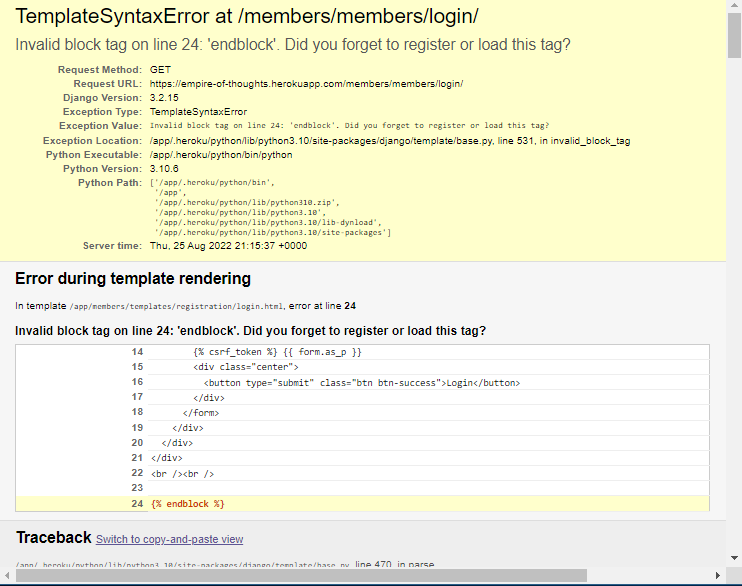 TemplateSyntaxError at /members/members/login/
Invalid block tag on line 24: 'endblock'. Did you forget to register or load this tag?
Request Method: GET
Request URL: https://empire-of-thoughts.herokuapp.com/members/members/login/
Django Version: 3.2.15
Exception Type: TemplateSyntaxError
Exception Value: Invalid block tag on line 24: 'endblock'. Did you forget to register or load this tag?
Exception Location: /app/.heroku/python/lib/python3.10/site-packages/django/template/base.py, line 531, in invalid_block_tag
Python Executable: /app/.heroku/python/bin/python
Python Version: 3.10.6
Python Path: ['/app/.heroku/python/bin',
'/app',
'/app/.heroku/python/lib/python310.zip',
'/app/.heroku/python/lib/python3.10',
'/app/.heroku/python/lib/python3.10/lib-dynload',
'/app/.heroku/python/lib/python3.10/site-packages']
Server time: Thu, 25 Aug 2022 21:15:37 +0000
Error during template rendering
In template /app/members/templates/registration/login.html, error at line 24
Invalid block tag on line 24: 'endblock'. Did you forget to register or load this tag?
14 {% csrf_token %} {{ form.as_p }}
15 <div class="center">
16 <button type="submit" class="btn btn-success">Login</button>
17 </div>
18 </form>
19 </div>
20 </div>
21 </div>
22 <br /><br />
23
24 {% endblock %}
Traceback Switch to copy-and-paste view
/app/.heroku/python/lib/python3.10/site-packages/django/template/base.py, line 470, in parse